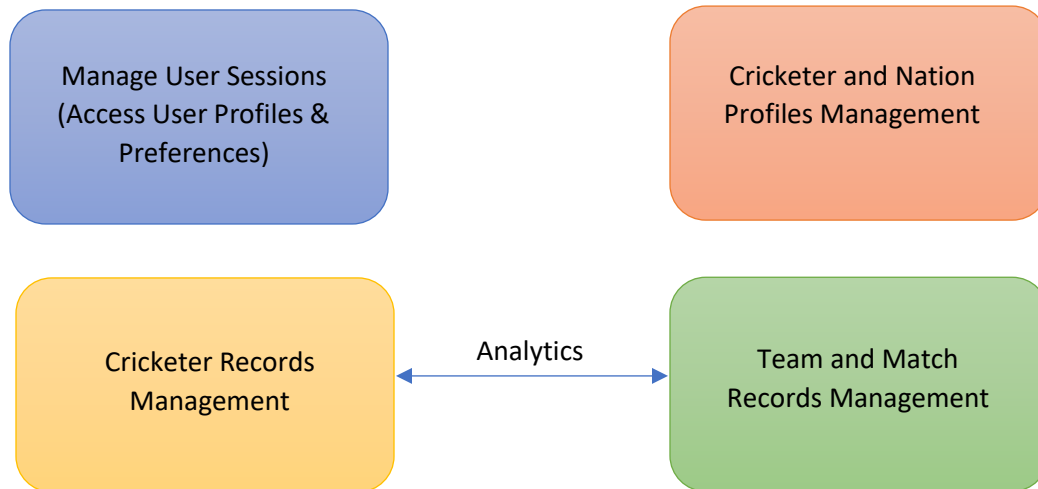 Manage User Sessions
(Access User Profiles &
Preferences)
Cricketer and Nation
Profiles Management
Cricketer Records
Management
Analytics
Team and Match
Records Management